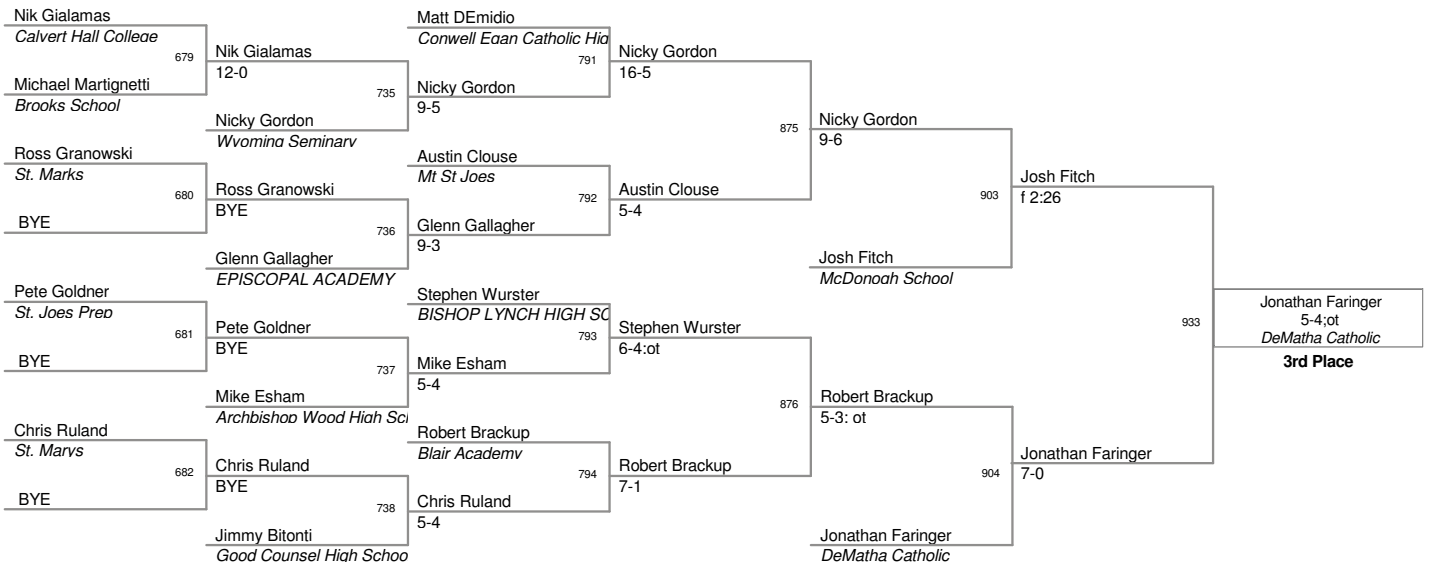 Nik Gialamas
Calvert Hall College
679
Michael Martignetti
Brooks School
Ross Granowski
St. Marks
680
BYE
Pete Goldner
St. Joes Prep
681
BYE
Chris Ruland
St. Marys
682
BYE
Nik Gialamas
12-0
735
Nicky Gordon
Wyoming Seminary
Ross Granowski
BYE
736
Glenn Gallagher
EPISCOPAL ACADEMY
Pete Goldner
BYE
737
Mike Esham
Archbishop Wood High Scl
Chris Ruland
BYE
738
Jimmy Bitonti
Good Counsel High Schoo
Matt DEmidio
Conwell Egan Catholic Hig
791
Nicky Gordon
9-5
Austin Clouse
Mt St Joes
792
Glenn Gallagher
9-3
Stephen Wurster
BISHOP LYNCH HIGH SC
793
Mike Esham
5-4
Robert Brackup
Blair Academy
794
Chris Ruland
5-4
Nicky Gordon
16-5
875
Austin Clouse
5-4
Stephen Wurster
6-4:ot
876
Robert Brackup
7-1
Nicky Gordon
9-6
903
Josh Fitch
McDonogh School
Robert Brackup
5-3: ot
904
Jonathan Faringer
DeMatha Catholic
Josh Fitch
f 2:26
933
Jonathan Faringer
7-0
Jonathan Faringer
5-4;ot
DeMatha Catholic
3rd Place